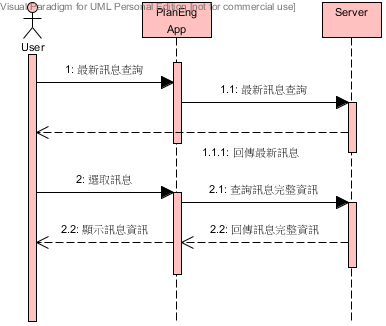 Visual Paradigm for UML Personal Edition [not for commercial use]
User
PlanEng
App
Server
1: 最新訊息查詢
1.1: 最新訊息查詢
1.1.1: 回傳最新訊息
2: 選取訊息
2.1: 查詢訊息完整資訊
2.2: 顯示訊息資訊
2.2: 回傳訊息完整資訊